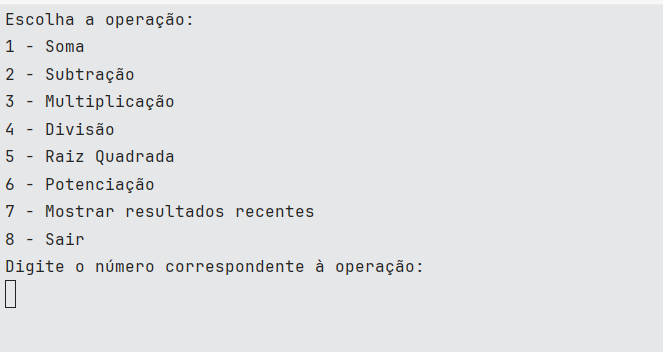 Escolha a operação:
1 - Soma
2 - Subtração
3 - Multiplicação
4 - Divisão
5 - Raiz Quadrada
6 - Potenciação
7 - Mostrar resultados recentes
8 - Sair
Digite o número correspondente à operação: